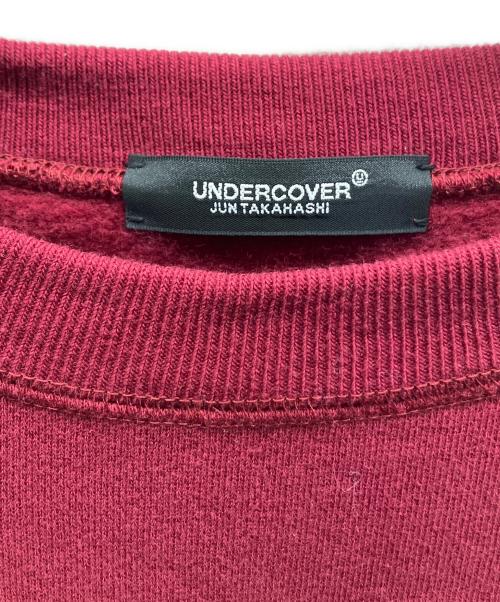 UNDERCOVER Ⓤ
JUN TAKAHASHI